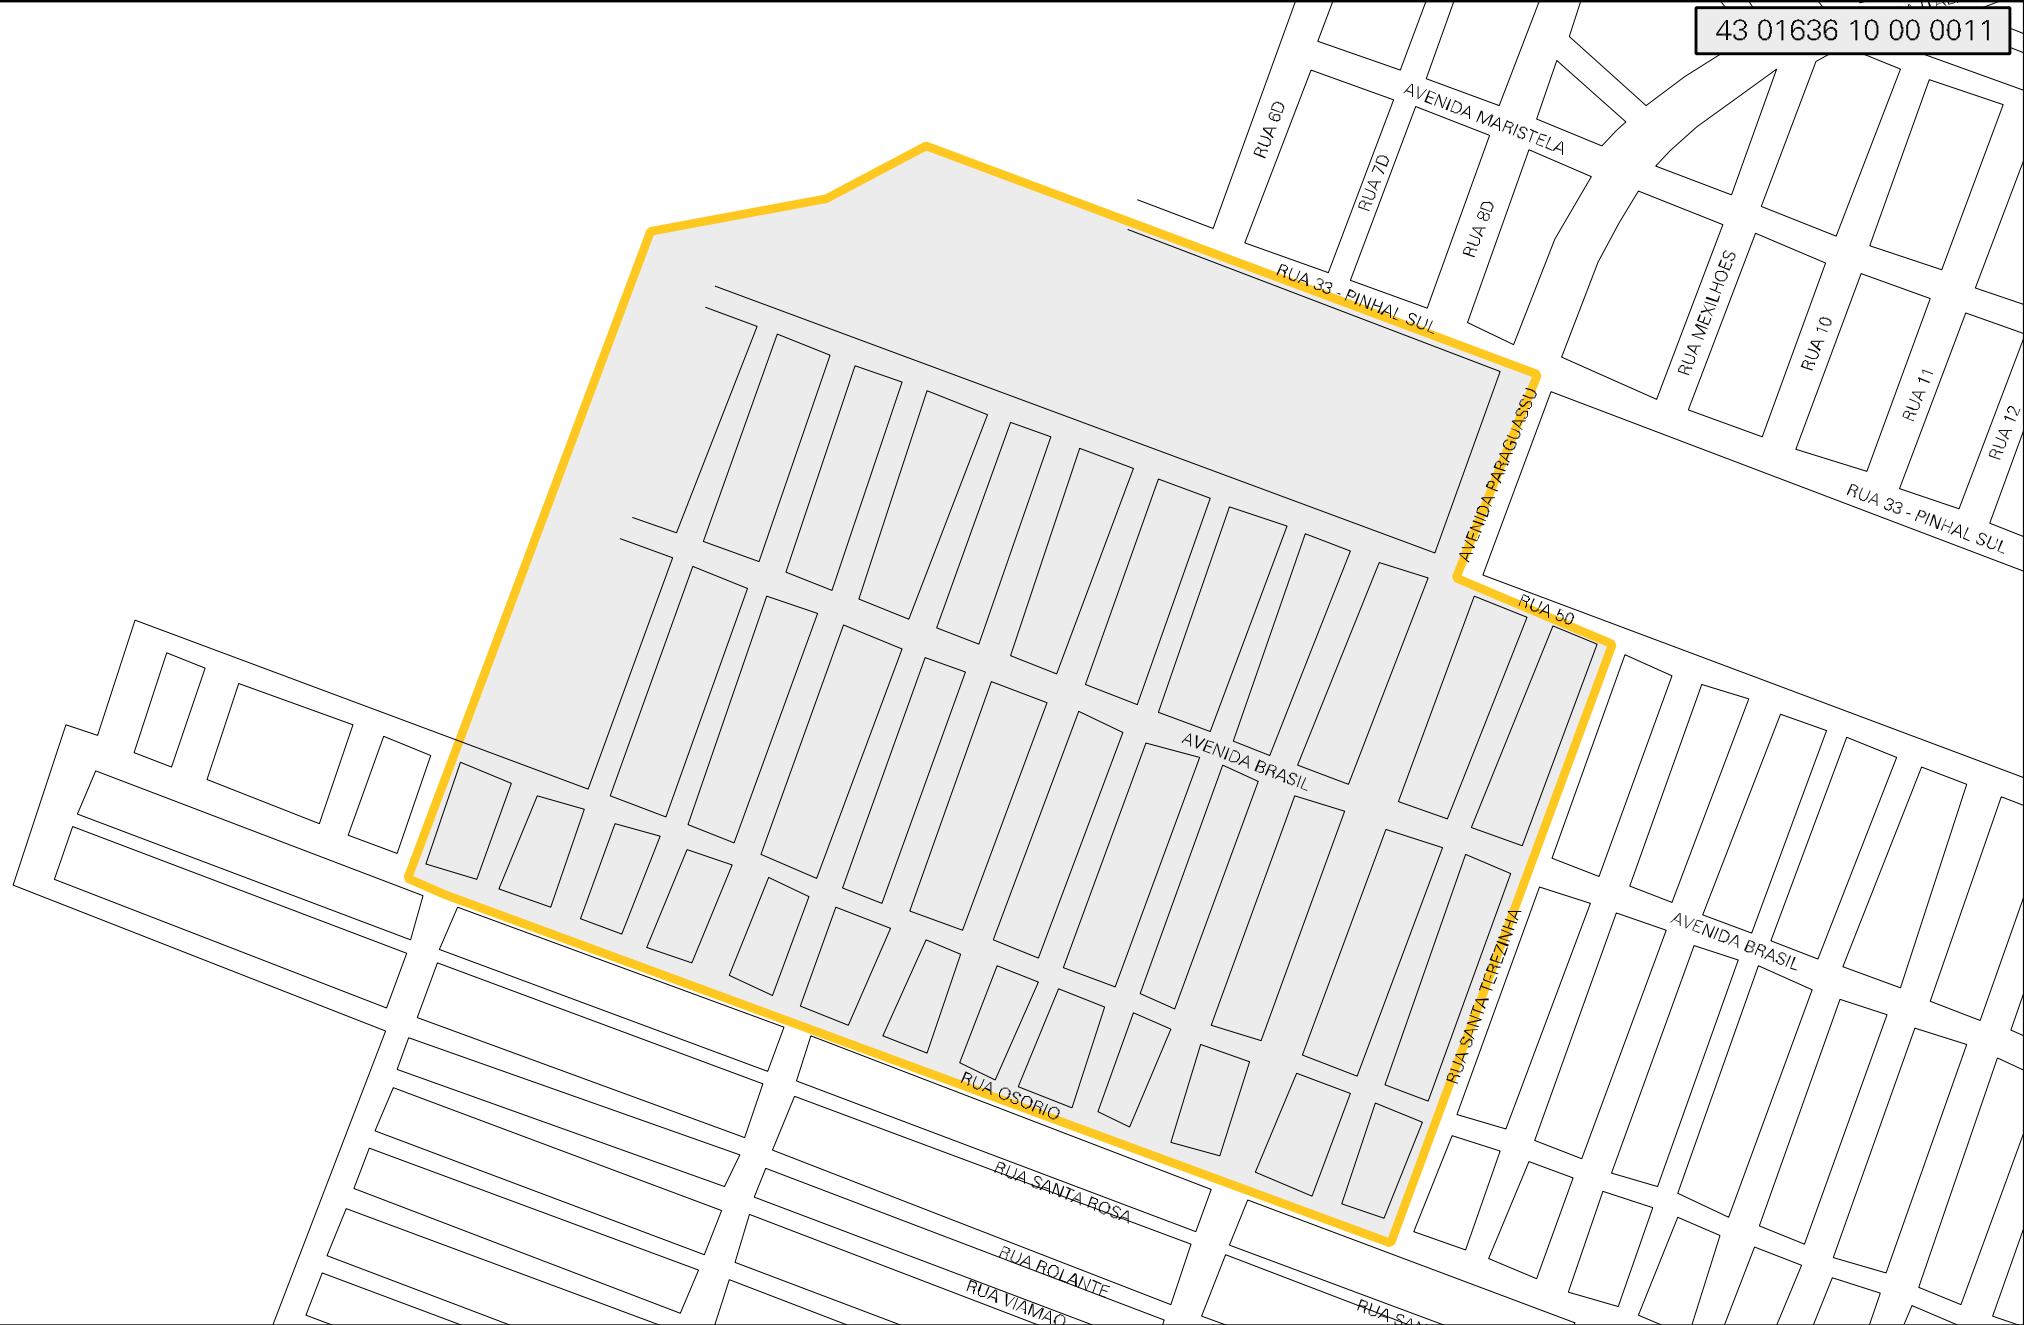 43 01636 10 00 0011
AVENIDA MARISTELA
RUA 6D
RUA 7D
RUA 8D
RUA 33 - PINHAL SUL
RUA MEXILHOES
RUA 10
RUA 11
RUA 12
AVENIDA PARAGUASSU
RUA 33 - PINHAL SUL
RUA 50
AVENIDA BRASIL
AVENIDA BRASIL
RUA SANTA TEREZINHA
RUA OSORIO
RUA SANTA ROSA
RUA ROLANTE
RUA VIAMAO
RUA